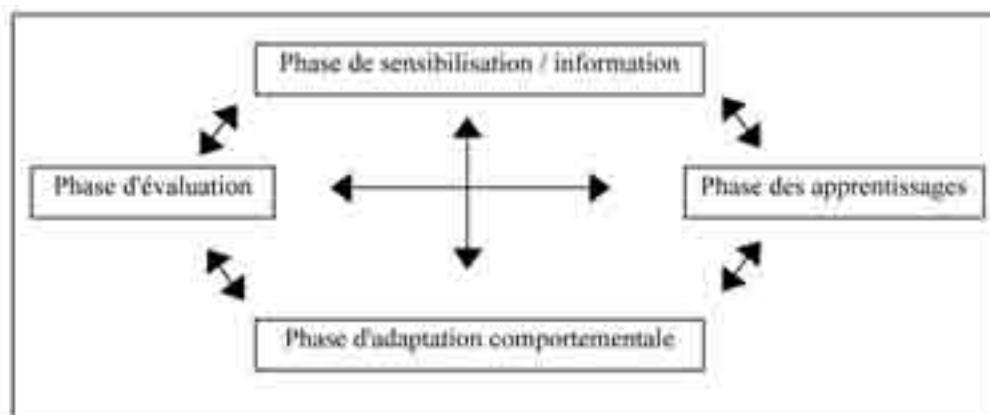 Phase de sensibilisation / information
Phase d'évaluation
Phase des apprentissages
Phase d'adaptation comportementale